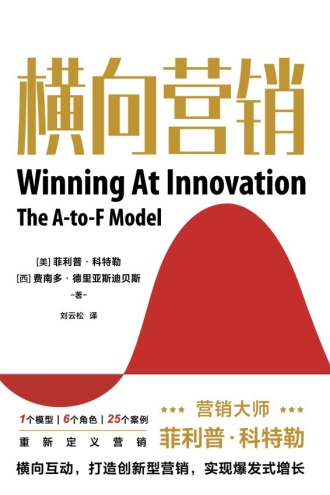 横向营销
Winning At Innovation
The A-to-F Model
[美] 菲利普·科特勒
[西] 费南多·德里亚斯迪贝斯
-著-
刘云松 译
1个模型 | 6个角色 | 25个案例
重新定义营销
*** 营销大师 ***
菲利普·科特勒
横向互动，打造创新型营销，实现爆发式增长